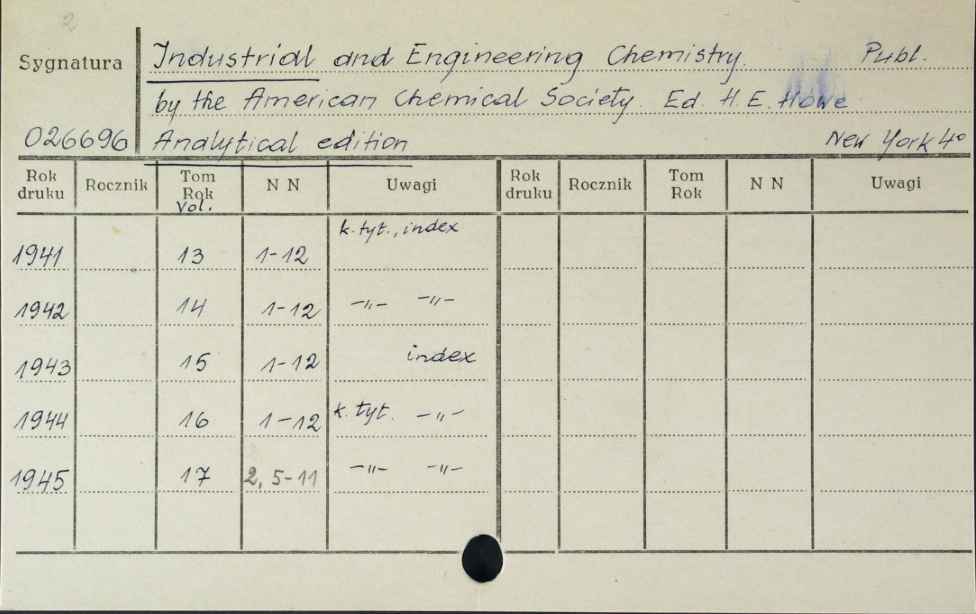 2
Sygnatura Industrial and Engineering Chemistry. Publ.
by the American Chemical Society. Ed. H.E. Howe
026696 Analytical edition New York 4°
Rok druku Rocznik Tom Rok Vol. N N Uwagi Rok druku Rocznik Tom Rok N N Uwagi
1941 13 1-12 k. tyt., index
1942 14 1-12 -„- -„-
1943 15 1-12 index
1944 16 1-12 k. tyt. -„-
1945 17 2, 5-11 -„- -„-